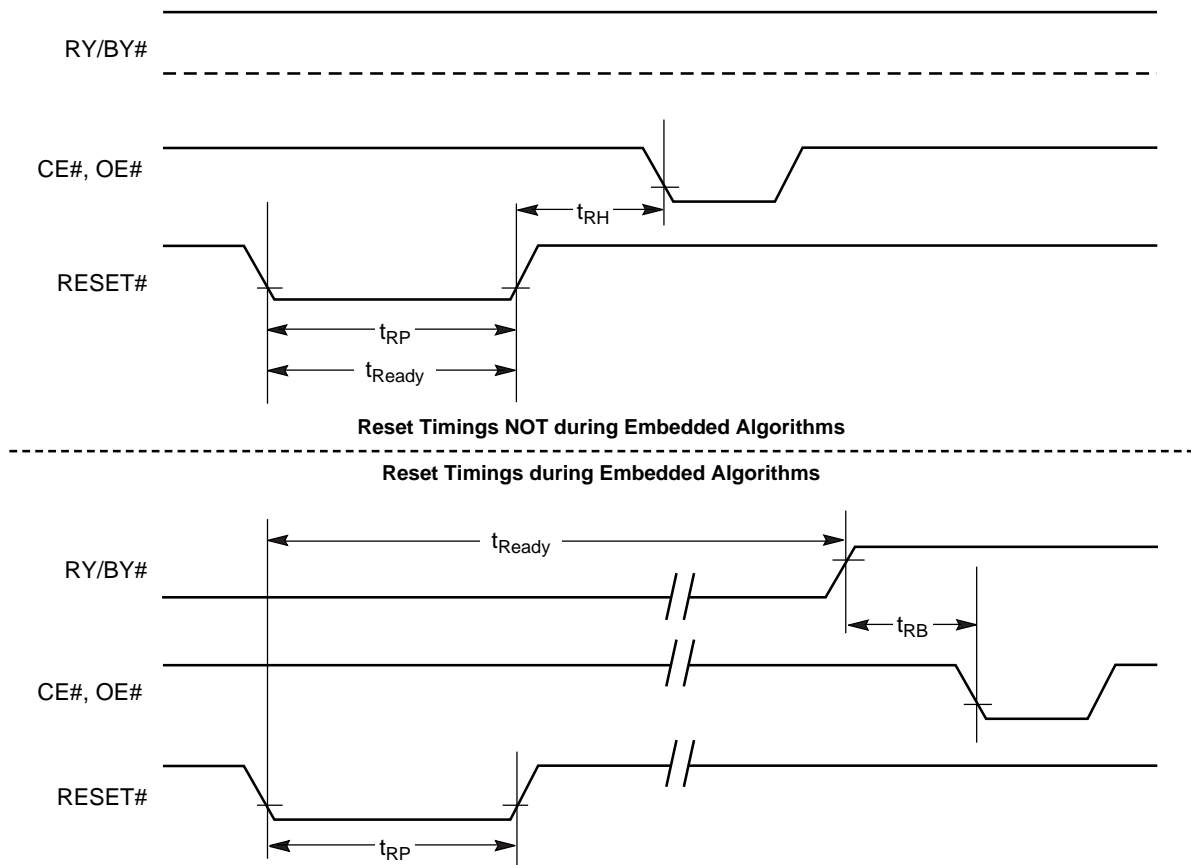 RY/BY#
CE#, OE#
tRH
RESET#
tRP
tReady
Reset Timings NOT during Embedded Algorithms
Reset Timings during Embedded Algorithms
tReady
RY/BY#
tRB
CE#, OE#
RESET#
tRP